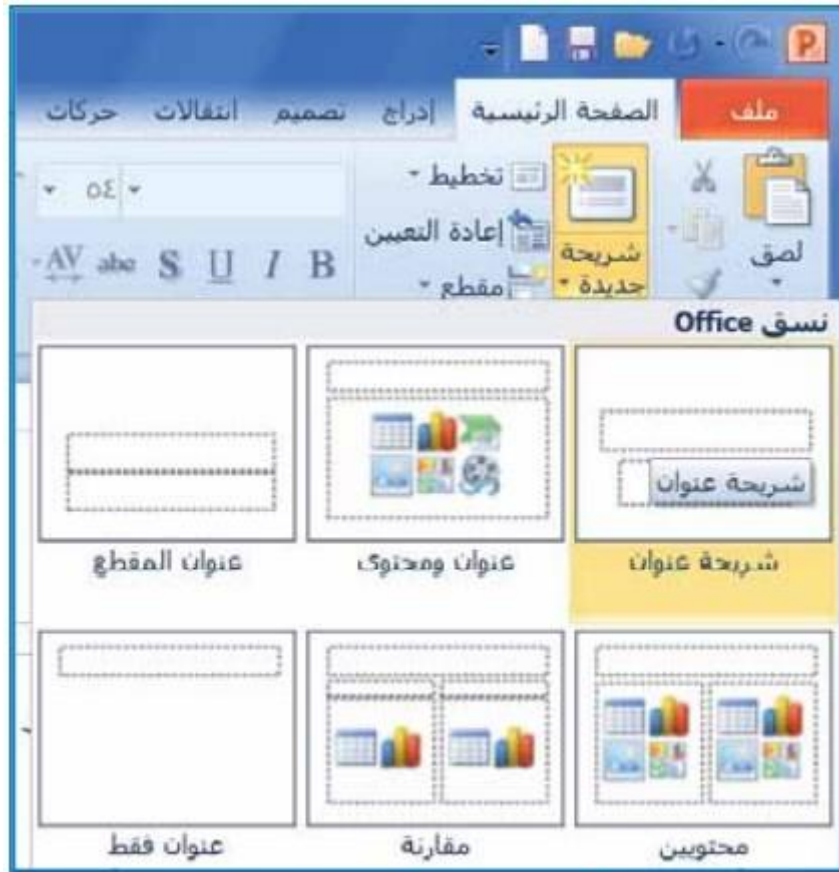 P
ملف الصفحة الرئيسية إدراج تصميم انتقالات حركات
لصق
شريحة
جديدة
تخطيط
إعادة التعيين
مقطع
٥٤
B I U S abc AV
نسق Office
شريحة عنوان
شريحة عنوان عنوان ومحتوى عنوان المقطع
محتويين مقارنة عنوان فقط